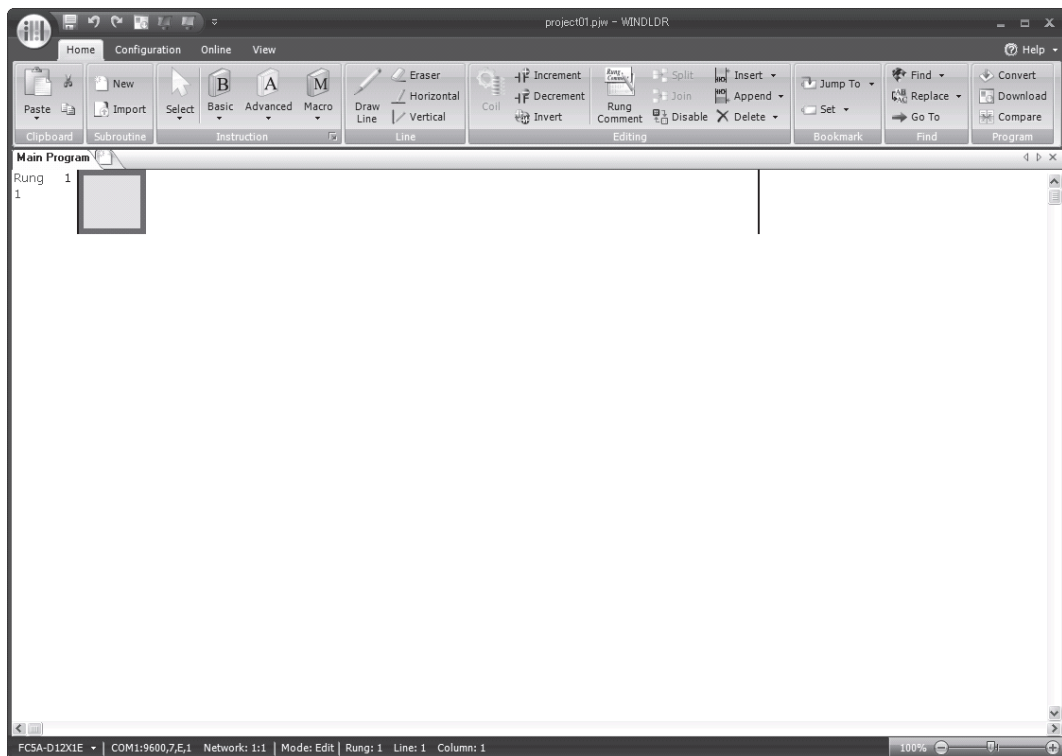 project01.pjw - WINDLDR
Home Configuration Online View Help
Paste
Clipboard
New
Import
Subroutine
Select
B Basic
A Advanced
M Macro
Instruction
Draw Line
Eraser
Horizontal
Vertical
Line
Coil
Increment
Decrement
Invert
Rung Comment
Split
Join
Disable
Insert
Append
Delete
Editing
Jump To
Set
Bookmark
Find
Replace
Go To
Find
Convert
Download
Compare
Program
Main Program
Rung 1
1
FC5A-D12X1E COM1:9600,7,E,1 Network: 1:1 Mode: Edit Rung: 1 Line: 1 Column: 1 100%